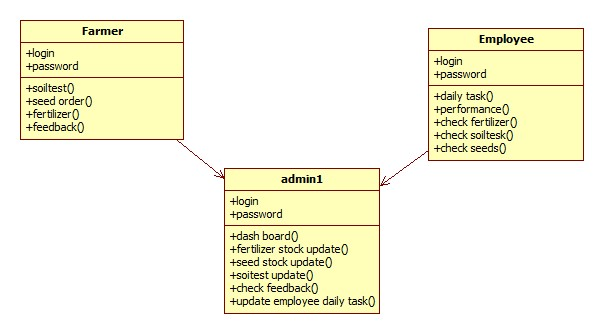 Farmer
+login
+password
+soiltest()
+seed order()
+fertilizer()
+feedback()
Employee
+login
+password
+daily task()
+performance()
+check fertilizer()
+check soiltesk()
+check seeds()
admin1
+login
+password
+dash board()
+fertilizer stock update()
+seed stock update()
+soitest update()
+check feedback()
+update employee daily task()